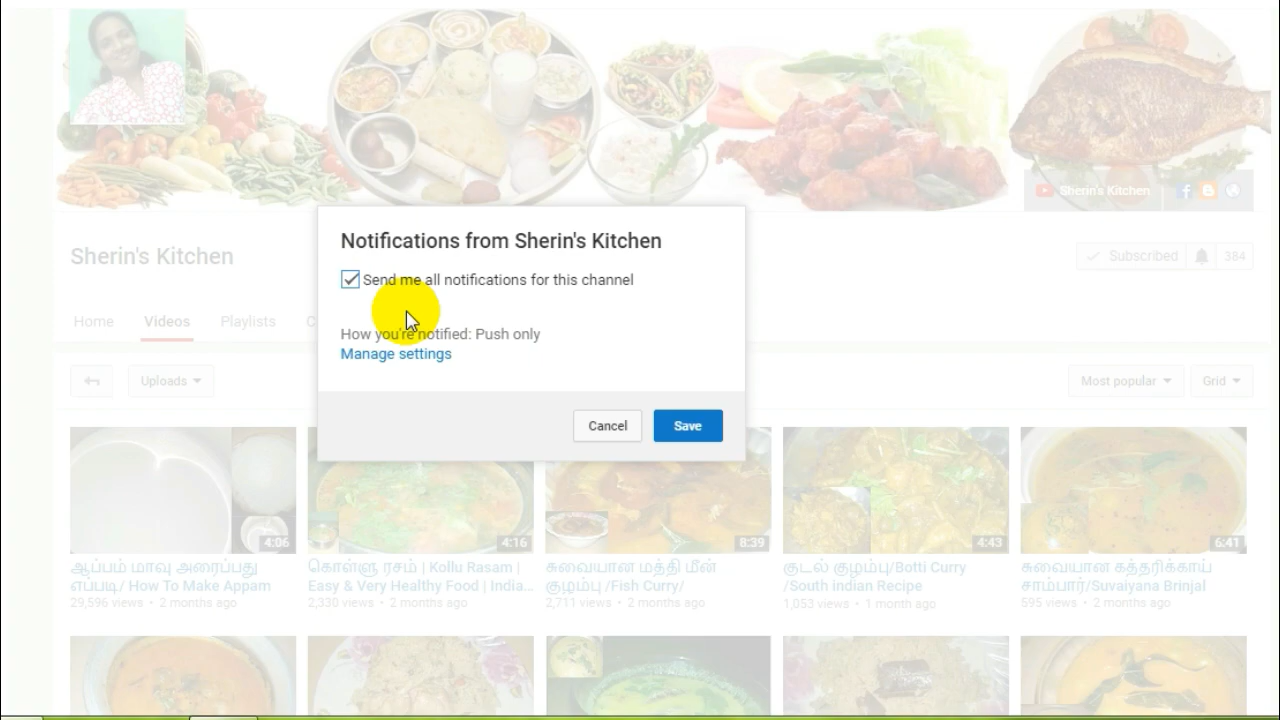 Sherin's Kitchen
Notifications from Sherin's Kitchen
Send me all notifications for this channel
How you're notified: Push only
Manage settings
Cancel
Save
Sherin's Kitchen
Subscribed
384
Home
Videos
Playlists
C
Uploads
Most popular
Grid
4:06
4:16
8:39
4:43
6:41
ஆப்பம் மாவு அரைப்பது
எப்படி/ How To Make Appam
29,596 views • 2 months ago
கொள்ளு ரசம் | Kollu Rasam |
Easy & Very Healthy Food | India...
2,330 views • 2 months ago
சுவையான மத்தி மீன்
குழம்பு /Fish Curry/
2,711 views • 2 months ago
குடல் குழம்பு/Botti Curry
/South indian Recipe
1,053 views • 1 month ago
சுவையான கத்தரிக்காய்
சாம்பார்/Suvaiyana Brinjal
595 views • 2 months ago